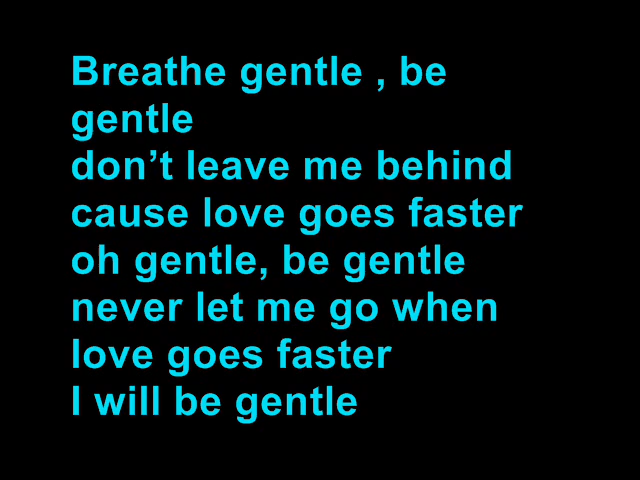 Breathe gentle , be
gentle
don’t leave me behind
cause love goes faster
oh gentle, be gentle
never let me go when
love goes faster
I will be gentle